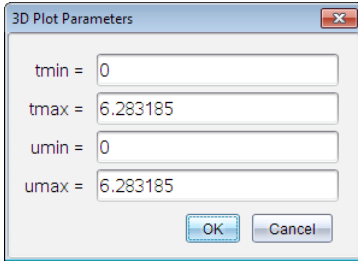 3D Plot Parameters
tmin = 0
tmax = 6.283185
umin = 0
umax = 6.283185
OK Cancel